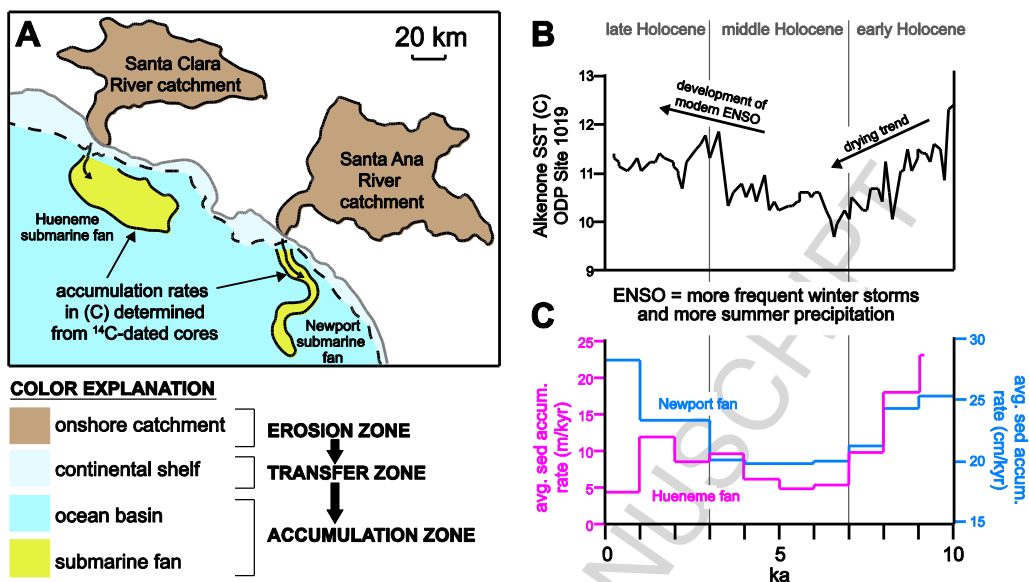 A
20 km
Santa Clara
River catchment
Santa Ana
River
catchment
Hueneme
submarine fan
accumulation rates
in (C) determined
from ¹⁴C-dated cores
Newport
submarine
fan
COLOR EXPLANATION
onshore catchment
continental shelf
ocean basin
submarine fan
EROSION ZONE
TRANSFER ZONE
ACCUMULATION ZONE
B
late Holocene
middle Holocene
early Holocene
Alkenone SST (C)
ODP Site 1019
13
12
11
10
9
development of
modern ENSO
drying trend
ENSO = more frequent winter storms
and more summer precipitation
C
avg. sed accum.
rate (m/kyr)
25
20
15
10
5
0
Newport fan
Hueneme fan
30
25
20
15
avg. sed accum.
rate (cm/kyr)
0
5
10
ka
NUSCRIPT